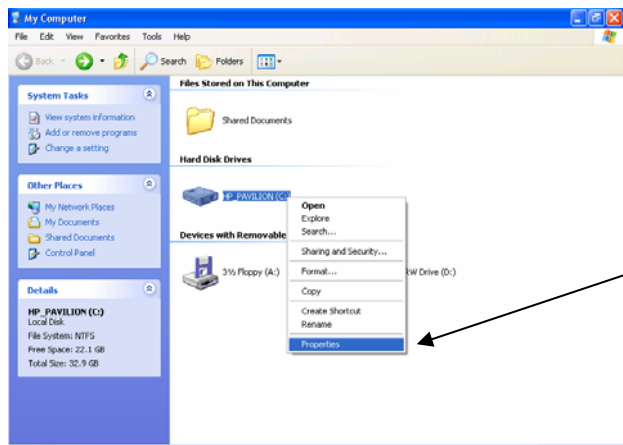 My Computer
File Edit View Favorites Tools Help
Back Search Folders
System Tasks
View system information
Add or remove programs
Change a setting
Other Places
My Network Places
My Documents
Shared Documents
Control Panel
Details
HP_PAVILION (C:)
Local Disk
File System: NTFS
Free Space: 22.1 GB
Total Size: 32.9 GB
Files Stored on This Computer
Shared Documents
Hard Disk Drives
HP_PAVILION (C:)
Devices with Removable
3½ Floppy (A:)
RW Drive (D:)
Open
Explore
Search...
Sharing and Security...
Format...
Copy
Create Shortcut
Rename
Properties